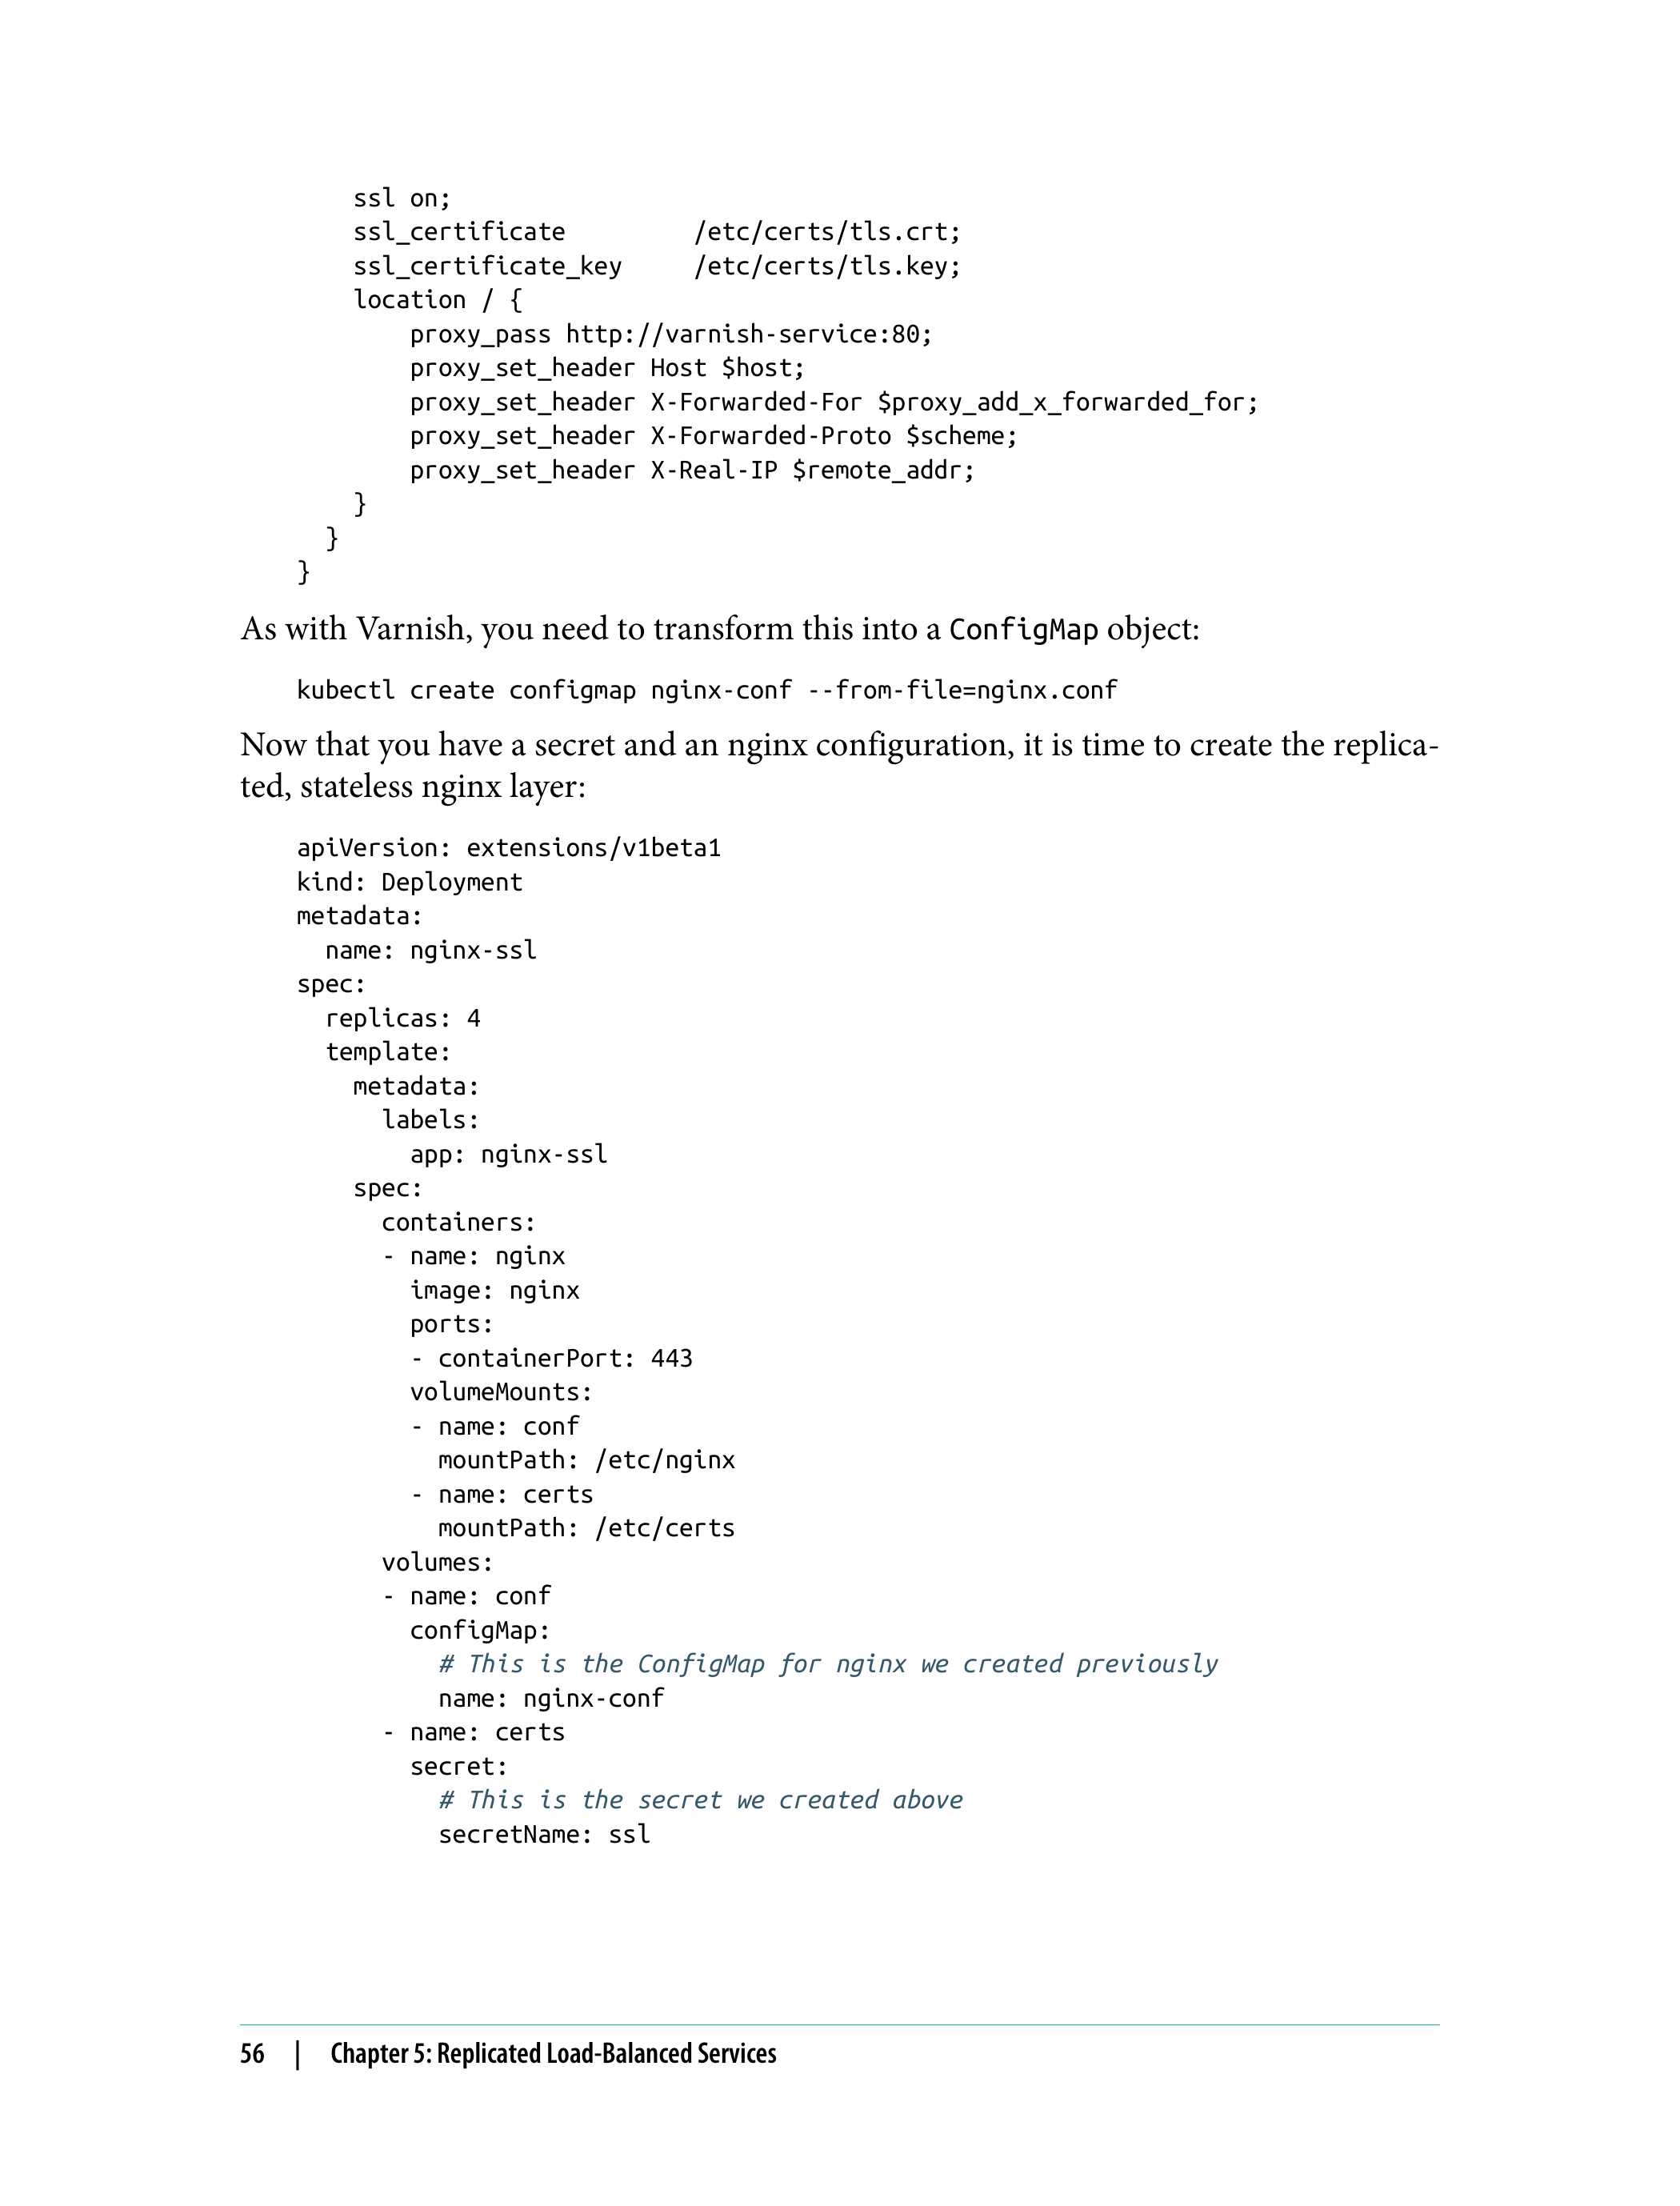 ssl on;
ssl_certificate         /etc/certs/tls.crt;
ssl_certificate_key     /etc/certs/tls.key;
location / {
    proxy_pass http://varnish-service:80;
    proxy_set_header Host $host;
    proxy_set_header X-Forwarded-For $proxy_add_x_forwarded_for;
    proxy_set_header X-Forwarded-Proto $scheme;
    proxy_set_header X-Real-IP $remote_addr;
    }
  }
}
As with Varnish, you need to transform this into a ConfigMap object:
kubectl create configmap nginx-conf --from-file=nginx.conf
Now that you have a secret and an nginx configuration, it is time to create the replica-
ted, stateless nginx layer:
apiVersion: extensions/v1beta1
kind: Deployment
metadata:
  name: nginx-ssl
spec:
  replicas: 4
  template:
    metadata:
      labels:
        app: nginx-ssl
    spec:
      containers:
      - name: nginx
        image: nginx
        ports:
        - containerPort: 443
        volumeMounts:
        - name: conf
          mountPath: /etc/nginx
        - name: certs
          mountPath: /etc/certs
      volumes:
      - name: conf
        configMap:
          # This is the ConfigMap for nginx we created previously
          name: nginx-conf
      - name: certs
        secret:
          # This is the secret we created above
          secretName: ssl
56 | Chapter 5: Replicated Load-Balanced Services